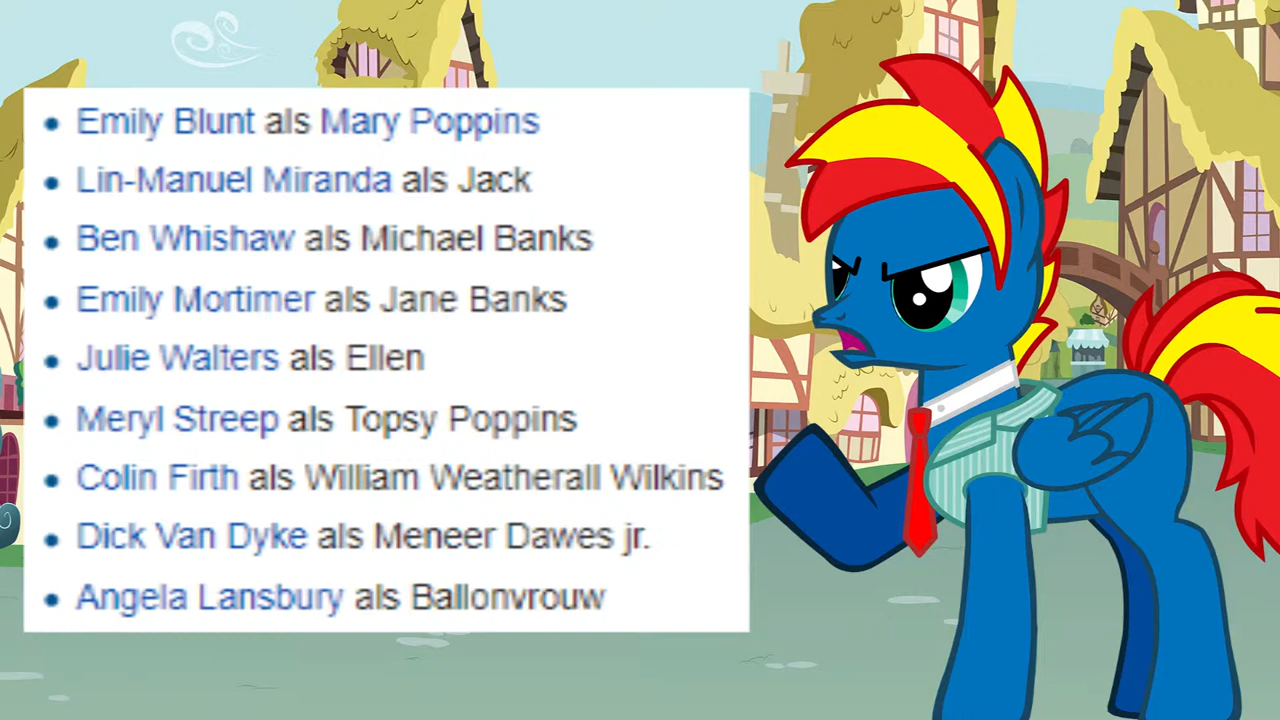 Emily Blunt als Mary Poppins
Lin-Manuel Miranda als Jack
Ben Whishaw als Michael Banks
Emily Mortimer als Jane Banks
Julie Walters als Ellen
Meryl Streep als Topsy Poppins
Colin Firth als William Weatherall Wilkins
Dick Van Dyke als Meneer Dawes jr.
Angela Lansbury als Ballonvrouw